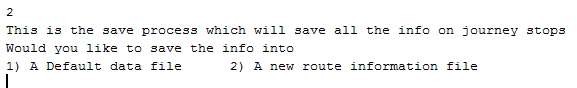 2
This is the save process which will save all the info on journey stops
Would you like to save the info into
1) A Default data file      2) A new route information file